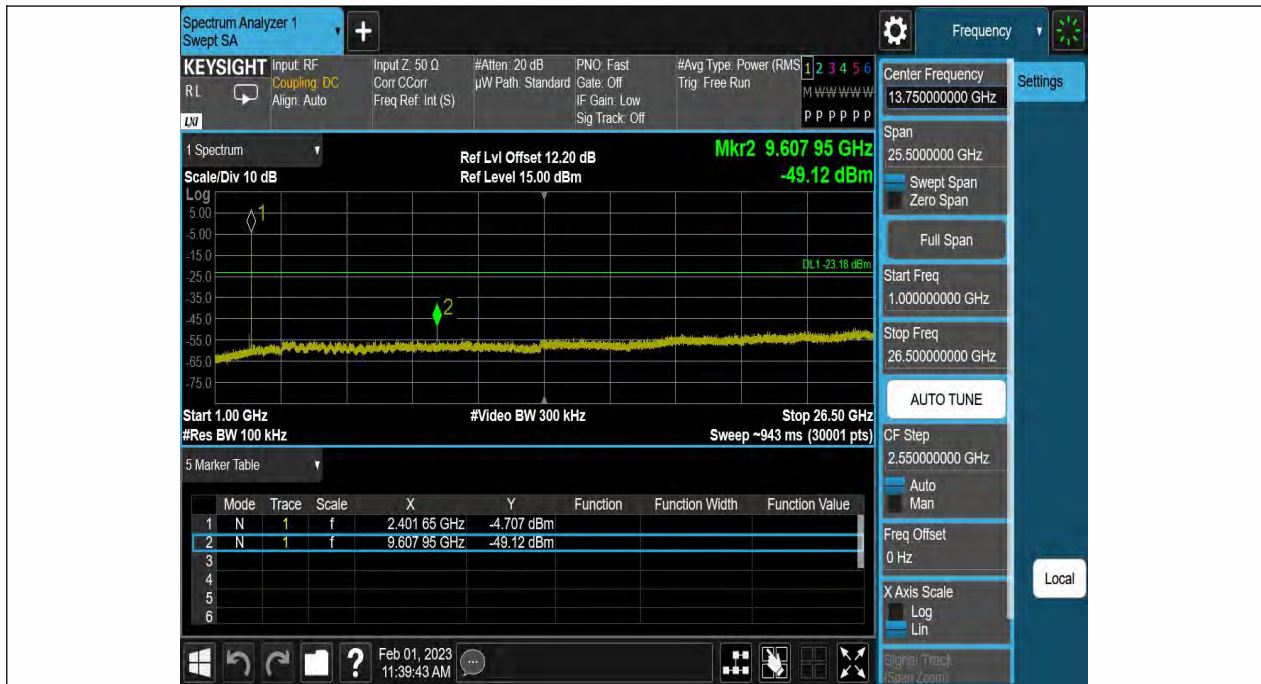 Spectrum Analyzer 1
Swept SA
+
Frequency
KEYSIGHT
RL
LXI
Input: RF
Coupling: DC
Align: Auto
Input Z: 50 Ω
Corr CCorr
Freq Ref: Int (S)
#Atten: 20 dB
µW Path: Standard
PNO: Fast
Gate: Off
IF Gain: Low
Sig Track: Off
#Avg Type: Power (RMS
Trig: Free Run
1 2 3 4 5 6
M W W W W W
P P P P P P
Center Frequency
13.750000000 GHz
Settings
1 Spectrum
Scale/Div 10 dB
Ref Lvl Offset 12.20 dB
Ref Level 15.00 dBm
Mkr2 9.607 95 GHz
-49.12 dBm
Log
5.00
-5.00
-15.0
-25.0
-35.0
-45.0
-55.0
-65.0
-75.0
1
2
DL1 -23.18 dBm
Start 1.00 GHz
#Res BW 100 kHz
#Video BW 300 kHz
Stop 26.50 GHz
Sweep ~943 ms (30001 pts)
Span
25.5000000 GHz
Swept Span
Zero Span
Full Span
Start Freq
1.000000000 GHz
Stop Freq
26.500000000 GHz
AUTO TUNE
CF Step
2.550000000 GHz
Auto
Man
Freq Offset
0 Hz
X Axis Scale
Log
Lin
Signal Track
(Span Zoom)
Local
5 Marker Table
Mode Trace Scale X Y Function Function Width Function Value
1 N 1 f 2.401 65 GHz -4.707 dBm
2 N 1 f 9.607 95 GHz -49.12 dBm
3
4
5
6
?
Feb 01, 2023
11:39:43 AM